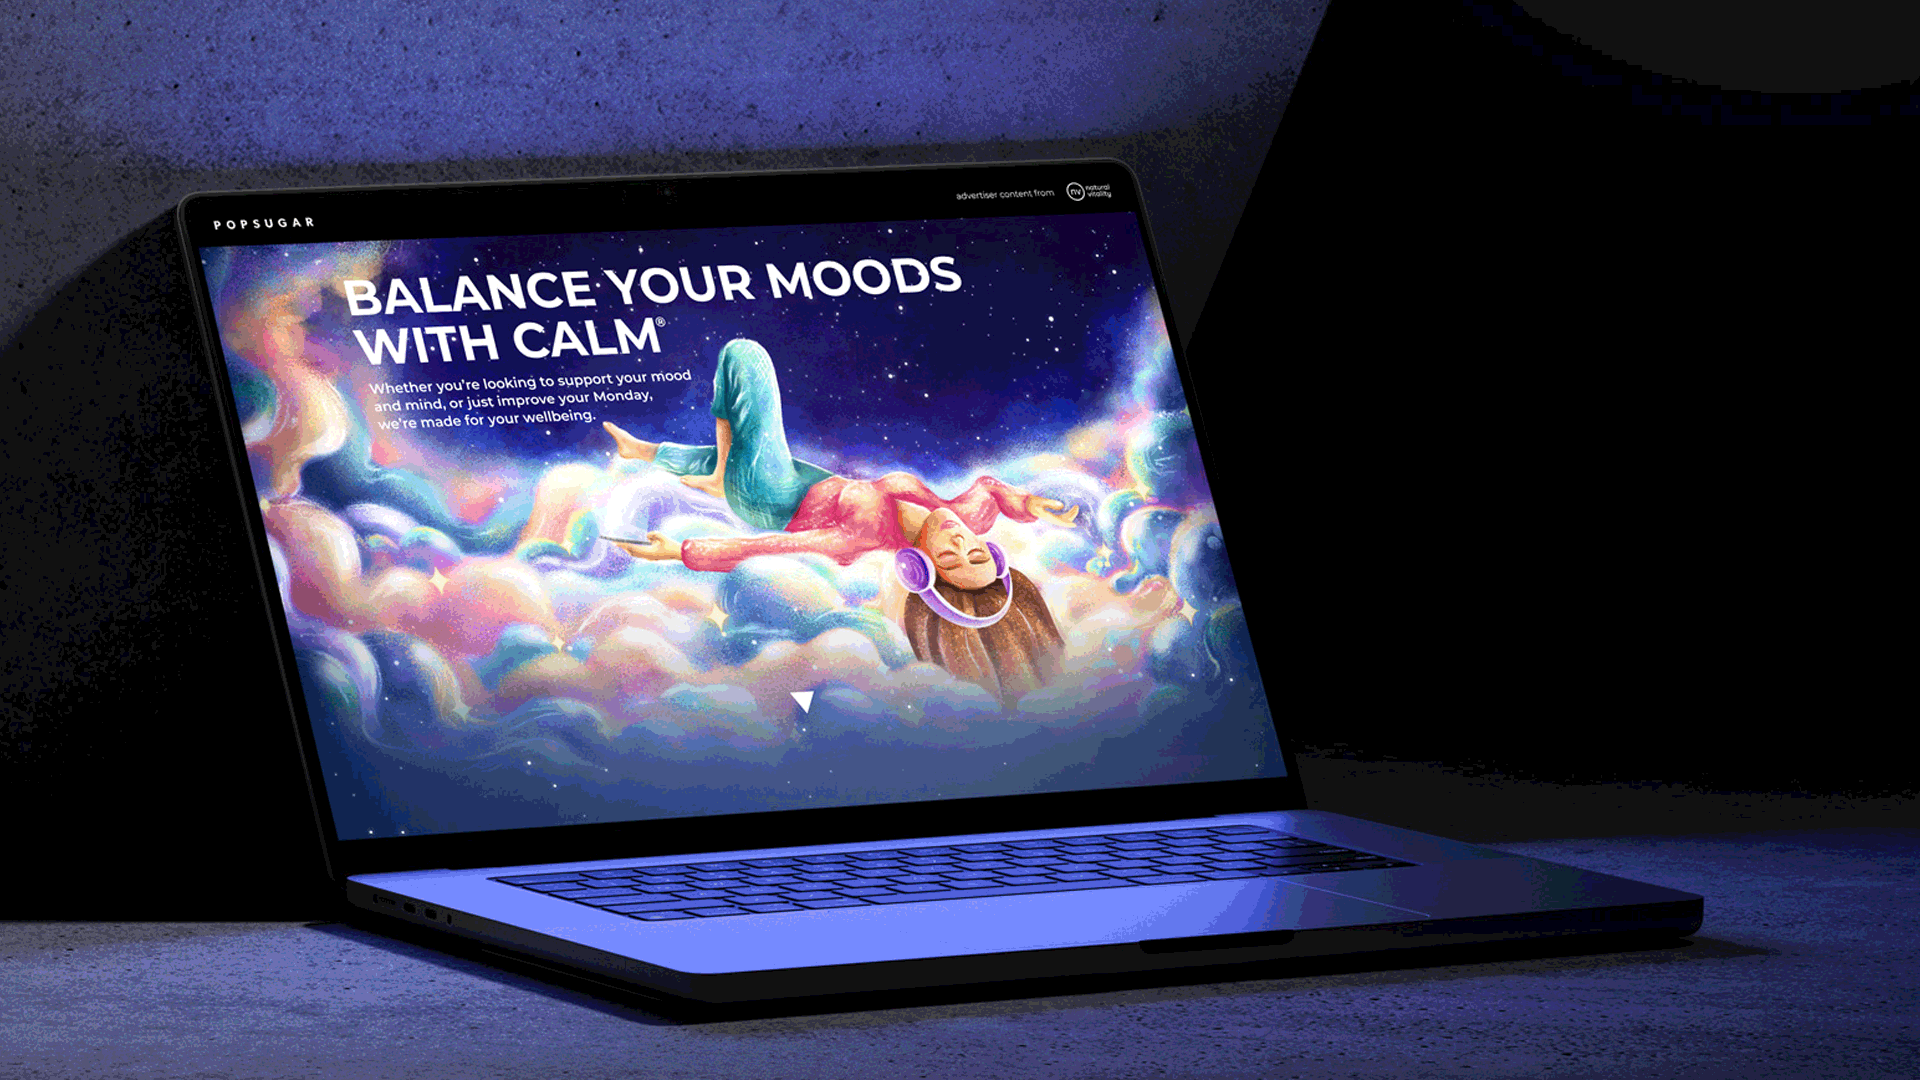 POPSUGAR
advertiser content from
nv natural
vitality
BALANCE YOUR MOODS
WITH CALM®
Whether you're looking to support your mood
and mind, or just improve your Monday,
we're made for your wellbeing.